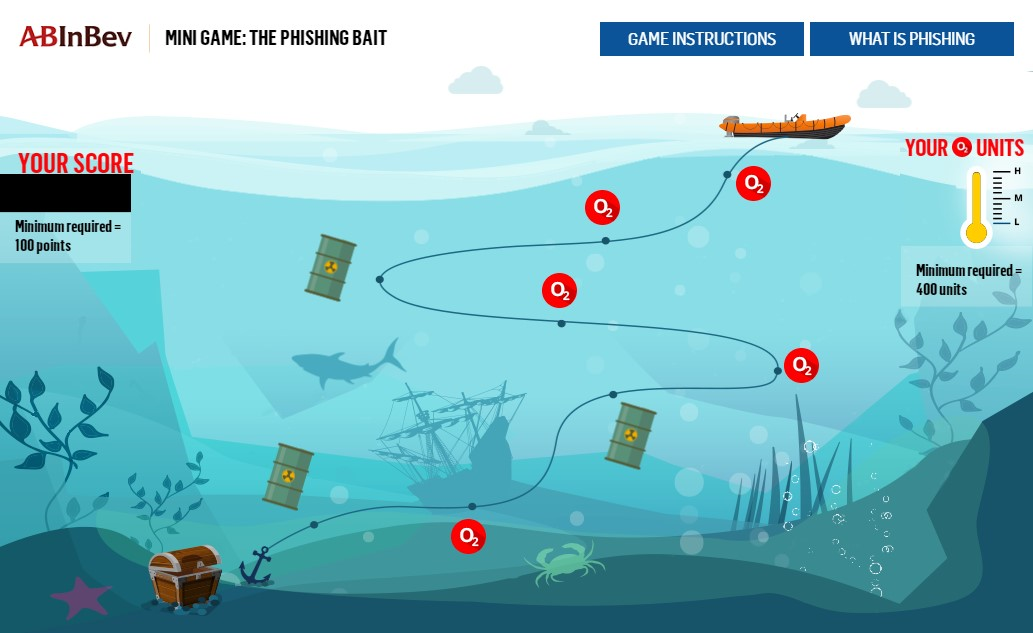 ABInBev
MINI GAME: THE PHISHING BAIT
GAME INSTRUCTIONS
WHAT IS PHISHING
YOUR SCORE
Minimum required =
100 points
YOUR O₂ UNITS
H
M
L
Minimum required =
400 units
O₂
O₂
O₂
O₂
O₂